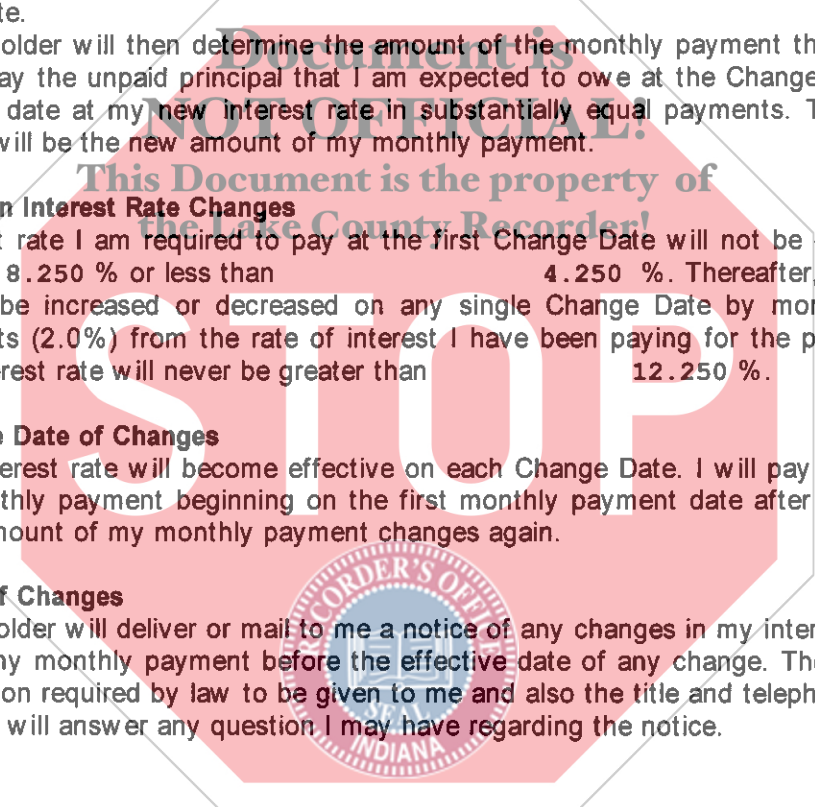 te.
older will then determine the amount of the monthly payment th
ay the unpaid principal that I am expected to owe at the Change
date at my new interest rate in substantially equal payments. T
will be the new amount of my monthly payment.
Document is
NOT OFFICIAL!
This Document is the property of
the Lake County Recorder!
n Interest Rate Changes
t rate I am required to pay at the first Change Date will not be
8.250 % or less than 4.250 %. Thereafter,
be increased or decreased on any single Change Date by mor
ts (2.0%) from the rate of interest I have been paying for the p
erest rate will never be greater than 12.250 %.
STOP
e Date of Changes
erest rate will become effective on each Change Date. I will pay
thly payment beginning on the first monthly payment date after
mount of my monthly payment changes again.
f Changes
older will deliver or mail to me a notice of any changes in my inter
ny monthly payment before the effective date of any change. The
on required by law to be given to me and also the title and teleph
will answer any question I may have regarding the notice.
RECORDER'S OFFICE
SEAL
INDIANA